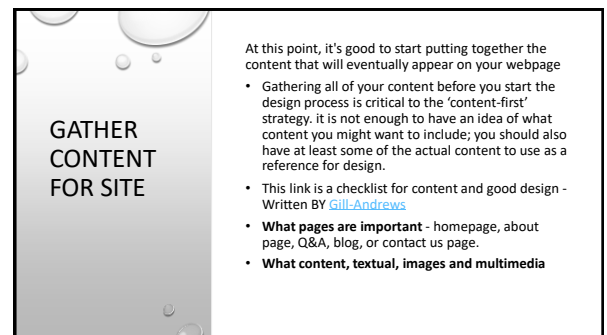 GATHER
CONTENT
FOR SITE
At this point, it's good to start putting together the
content that will eventually appear on your webpage
• Gathering all of your content before you start the
design process is critical to the ‘content-first’
strategy. it is not enough to have an idea of what
content you might want to include; you should also
have at least some of the actual content to use as a
reference for design.
• This link is a checklist for content and good design -
Written BY Gill-Andrews
• What pages are important - homepage, about
page, Q&A, blog, or contact us page.
• What content, textual, images and multimedia